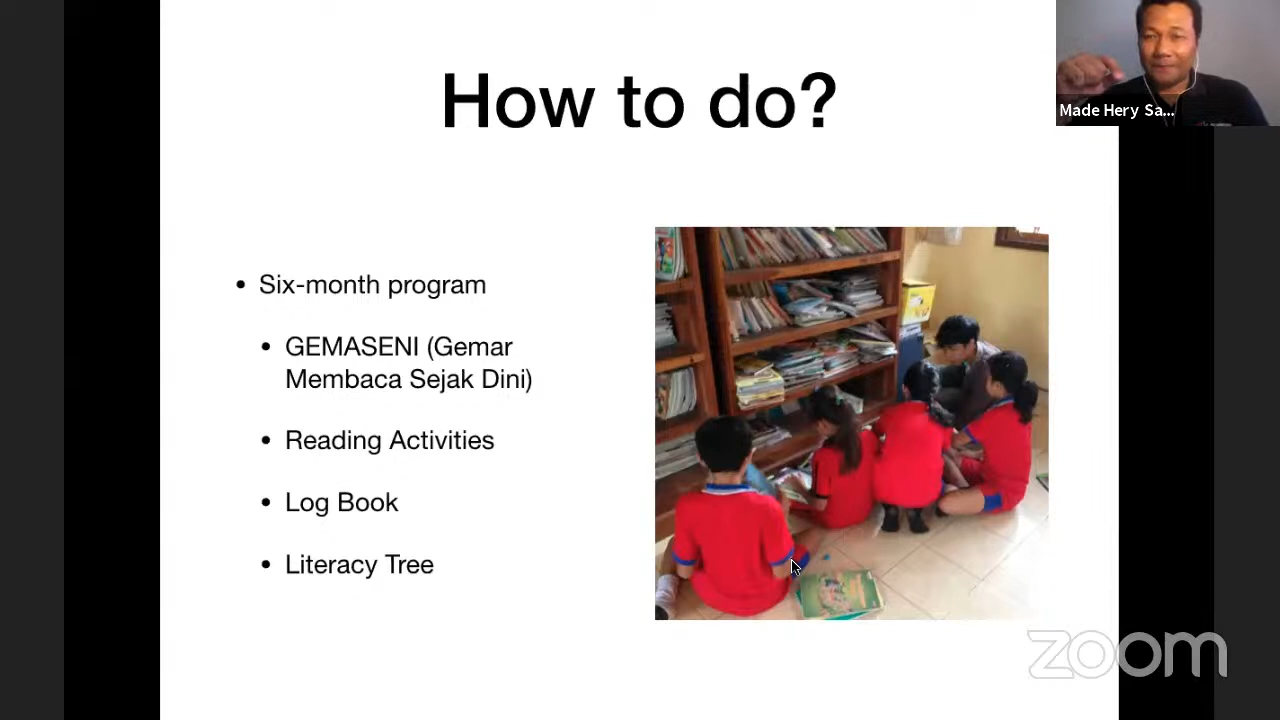 How to do?
Made Hery Sa...
• Six-month program
• GEMASENI (Gemar
Membaca Sejak Dini)
• Reading Activities
• Log Book
• Literacy Tree
zoom